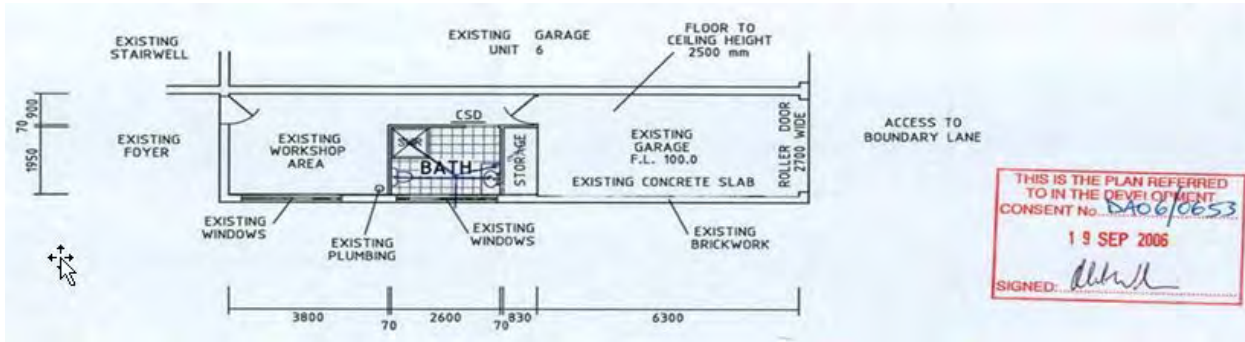 EXISTING
STAIRWELL
EXISTING GARAGE
UNIT 6
FLOOR TO
CEILING HEIGHT
2500 mm
70
900
1950
EXISTING
FOYER
EXISTING
WORKSHOP
AREA
CSD
BATH
STORAGE
EXISTING
GARAGE
F.L. 100.0
EXISTING CONCRETE SLAB
ROLLER DOOR
2700 WIDE
ACCESS TO
BOUNDARY LANE
EXISTING
WINDOWS
EXISTING
PLUMBING
EXISTING
WINDOWS
EXISTING
BRICKWORK
3800
70
2600
70
830
6300
THIS IS THE PLAN REFERRED
TO IN THE DEVELOPMENT
CONSENT No. DA06/0653
19 SEP 2006
SIGNED: